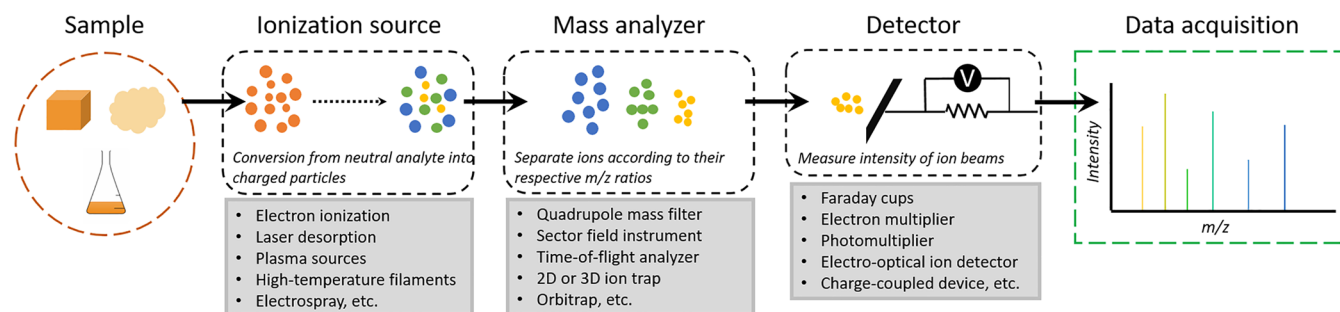 Sample
Ionization source
Mass analyzer
Detector
Data acquisition
Conversion from neutral analyte into
charged particles
• Electron ionization
• Laser desorption
• Plasma sources
• High-temperature filaments
• Electrospray, etc.
Separate ions according to their
respective m/z ratios
• Quadrupole mass filter
• Sector field instrument
• Time-of-flight analyzer
• 2D or 3D ion trap
• Orbitrap, etc.
V
Measure intensity of ion beams
• Faraday cups
• Electron multiplier
• Photomultiplier
• Electro-optical ion detector
• Charge-coupled device, etc.
Intensity
m/z